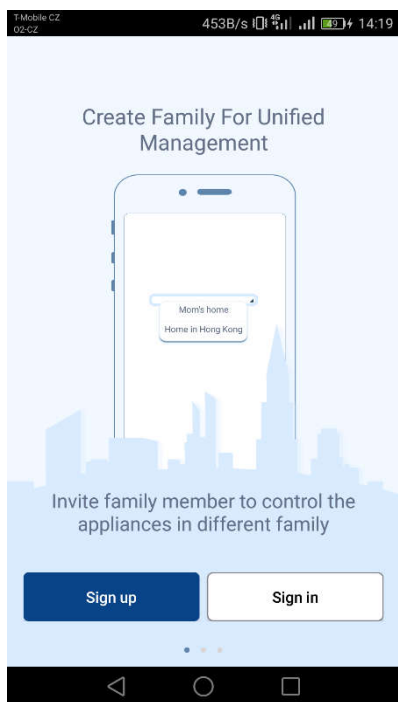 T-Mobile CZ
O2-CZ
453B/s 4G 49 14:19
Create Family For Unified
Management
Mom's home
Home in Hong Kong
Invite family member to control the
appliances in different family
Sign up
Sign in